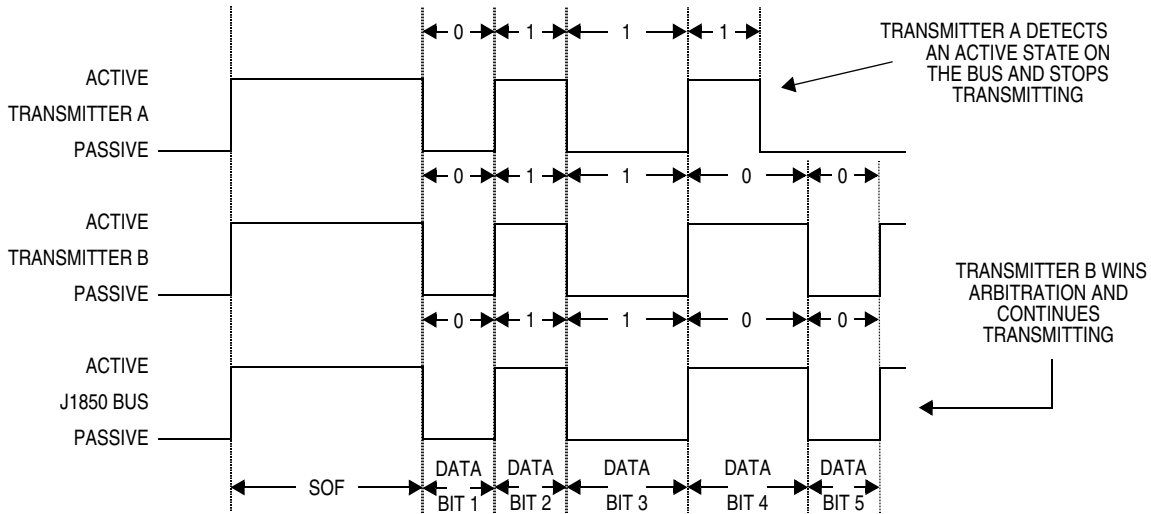 0 1 1 1
TRANSMITTER A DETECTS
AN ACTIVE STATE ON
THE BUS AND STOPS
TRANSMITTING
ACTIVE
TRANSMITTER A
PASSIVE
0 1 1 0 0
ACTIVE
TRANSMITTER B
PASSIVE
TRANSMITTER B WINS
ARBITRATION AND
CONTINUES
TRANSMITTING
0 1 1 0 0
ACTIVE
J1850 BUS
PASSIVE
SOF
DATA
BIT 1
DATA
BIT 2
DATA
BIT 3
DATA
BIT 4
DATA
BIT 5